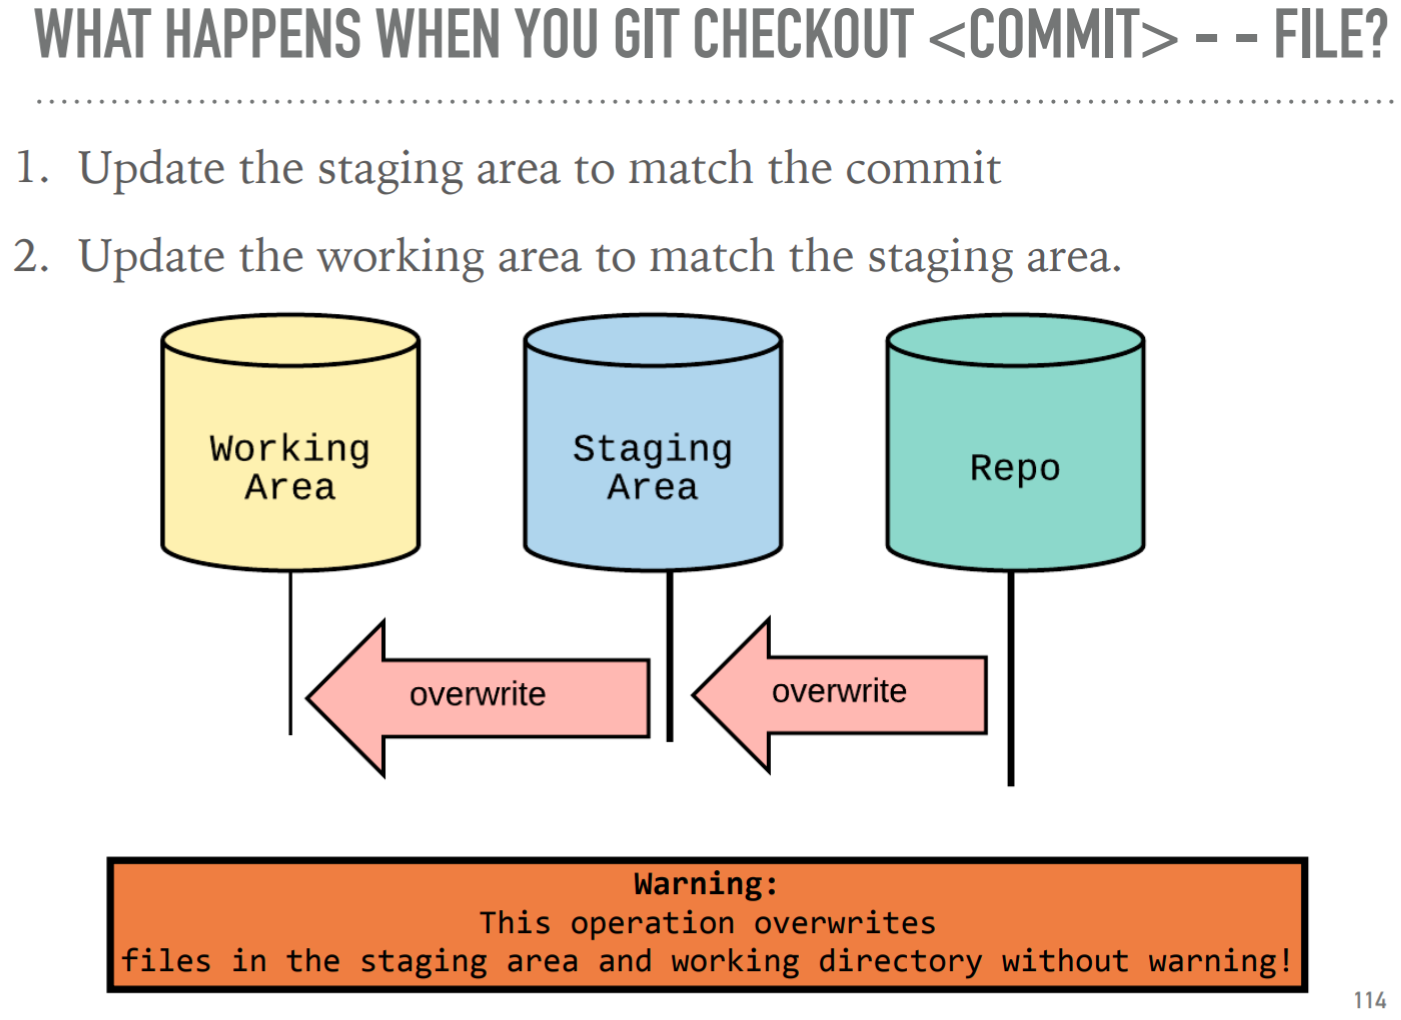 WHAT HAPPENS WHEN YOU GIT CHECKOUT <COMMIT> - - FILE?
1. Update the staging area to match the commit
2. Update the working area to match the staging area.
Working
Area
Staging
Area
Repo
overwrite
overwrite
Warning:
This operation overwrites
files in the staging area and working directory without warning!
114